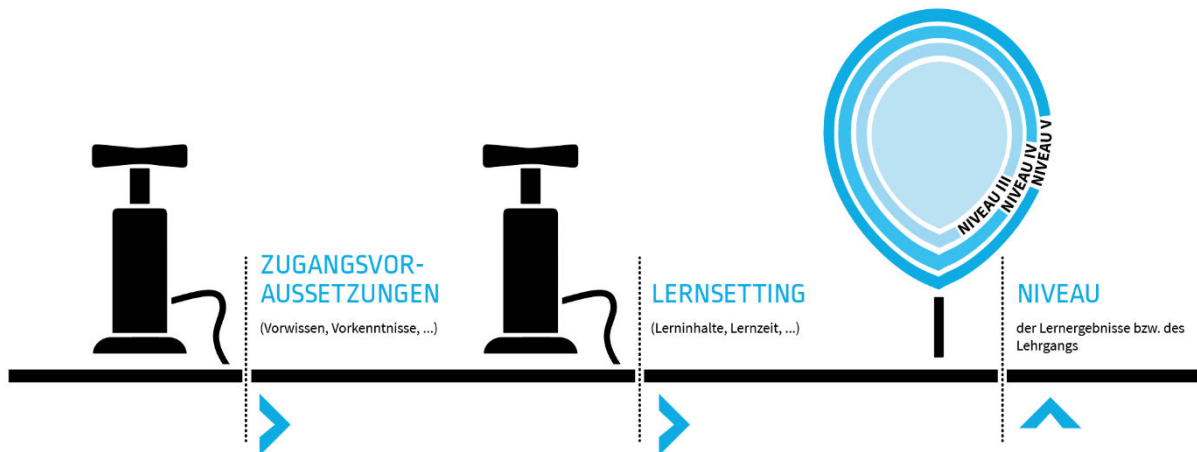 ZUGANGSVOR-
AUSSETZUNGEN
(Vorwissen, Vorkenntnisse, ...)
LERNSETTING
(Lerninhalte, Lernzeit, ...)
NIVEAU III
NIVEAU IV
NIVEAU V
NIVEAU
der Lernergebnisse bzw. des
Lehrgangs